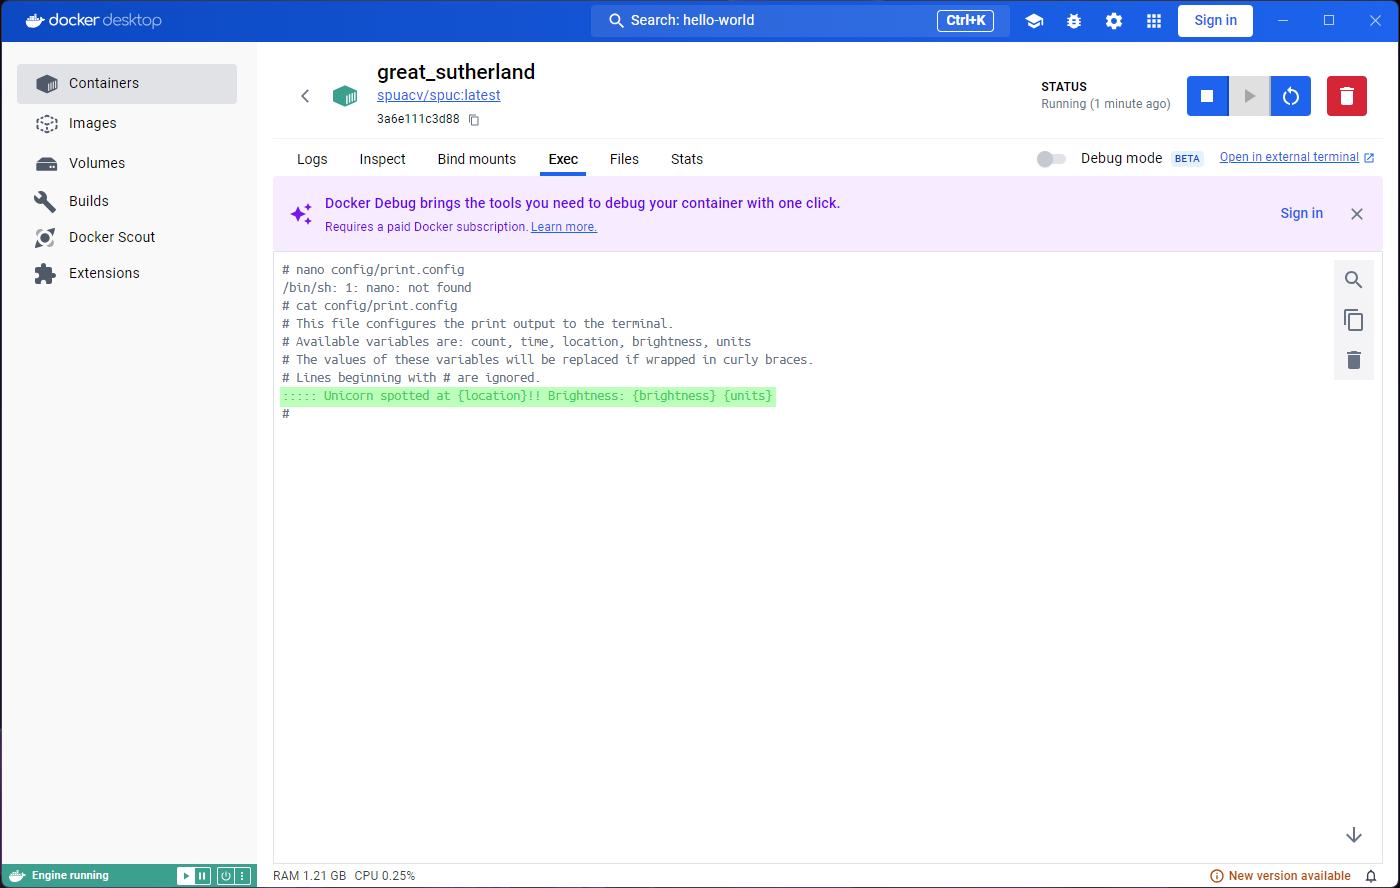 docker desktop
Search: hello-world
Ctrl+K
Sign in
Containers
Images
Volumes
Builds
Docker Scout
Extensions
great_sutherland
spuacv/spuc:latest
3a6e111c3d88
STATUS
Running (1 minute ago)
Logs Inspect Bind mounts Exec Files Stats
Debug mode BETA Open in external terminal
Docker Debug brings the tools you need to debug your container with one click.
Requires a paid Docker subscription. Learn more.
Sign in
# nano config/print.config
/bin/sh: 1: nano: not found
# cat config/print.config
# This file configures the print output to the terminal.
# Available variables are: count, time, location, brightness, units
# The values of these variables will be replaced if wrapped in curly braces.
# Lines beginning with # are ignored.
::::: Unicorn spotted at {location}!! Brightness: {brightness} {units}
#
Engine running
RAM 1.21 GB CPU 0.25%
New version available